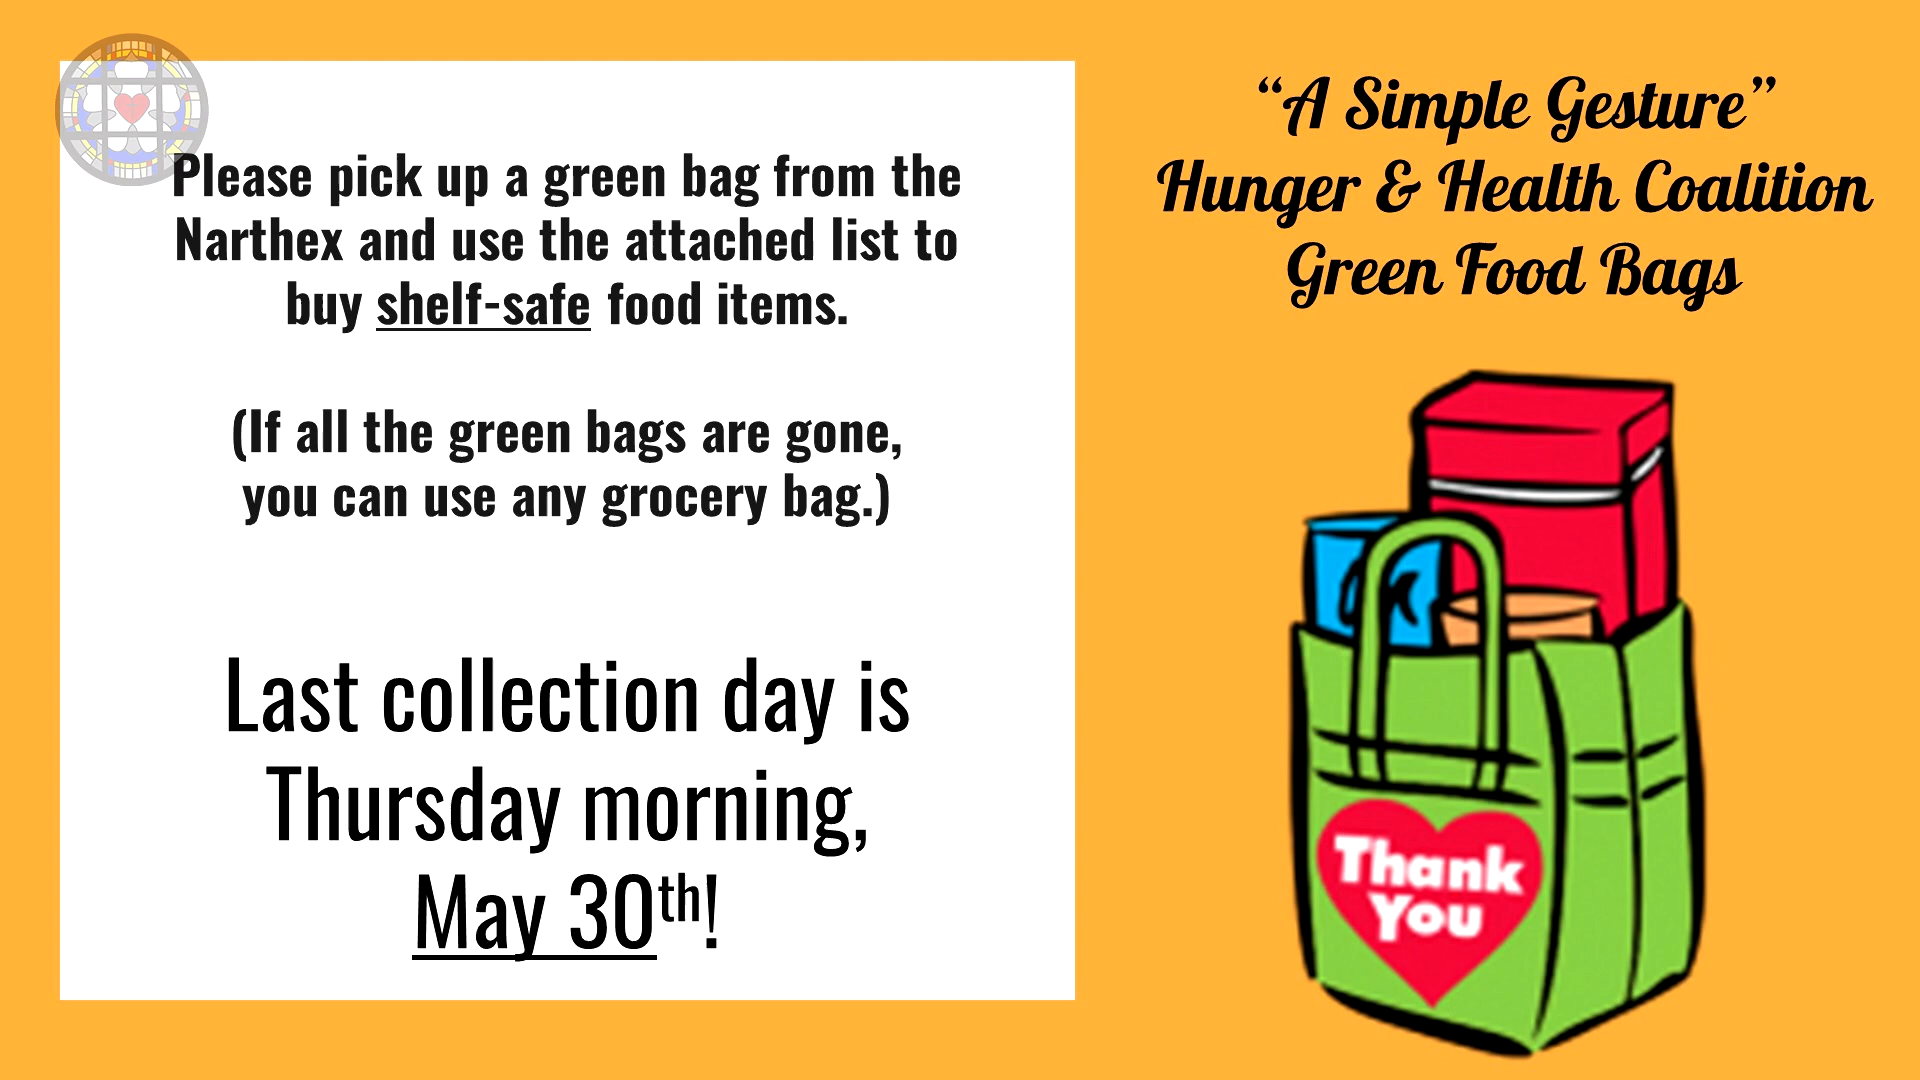 Please pick up a green bag from the
Narthex and use the attached list to
buy shelf-safe food items.
(If all the green bags are gone,
you can use any grocery bag.)
Last collection day is
Thursday morning,
May 30th!
“A Simple Gesture”
Hunger & Health Coalition
Green Food Bags
Thank
You